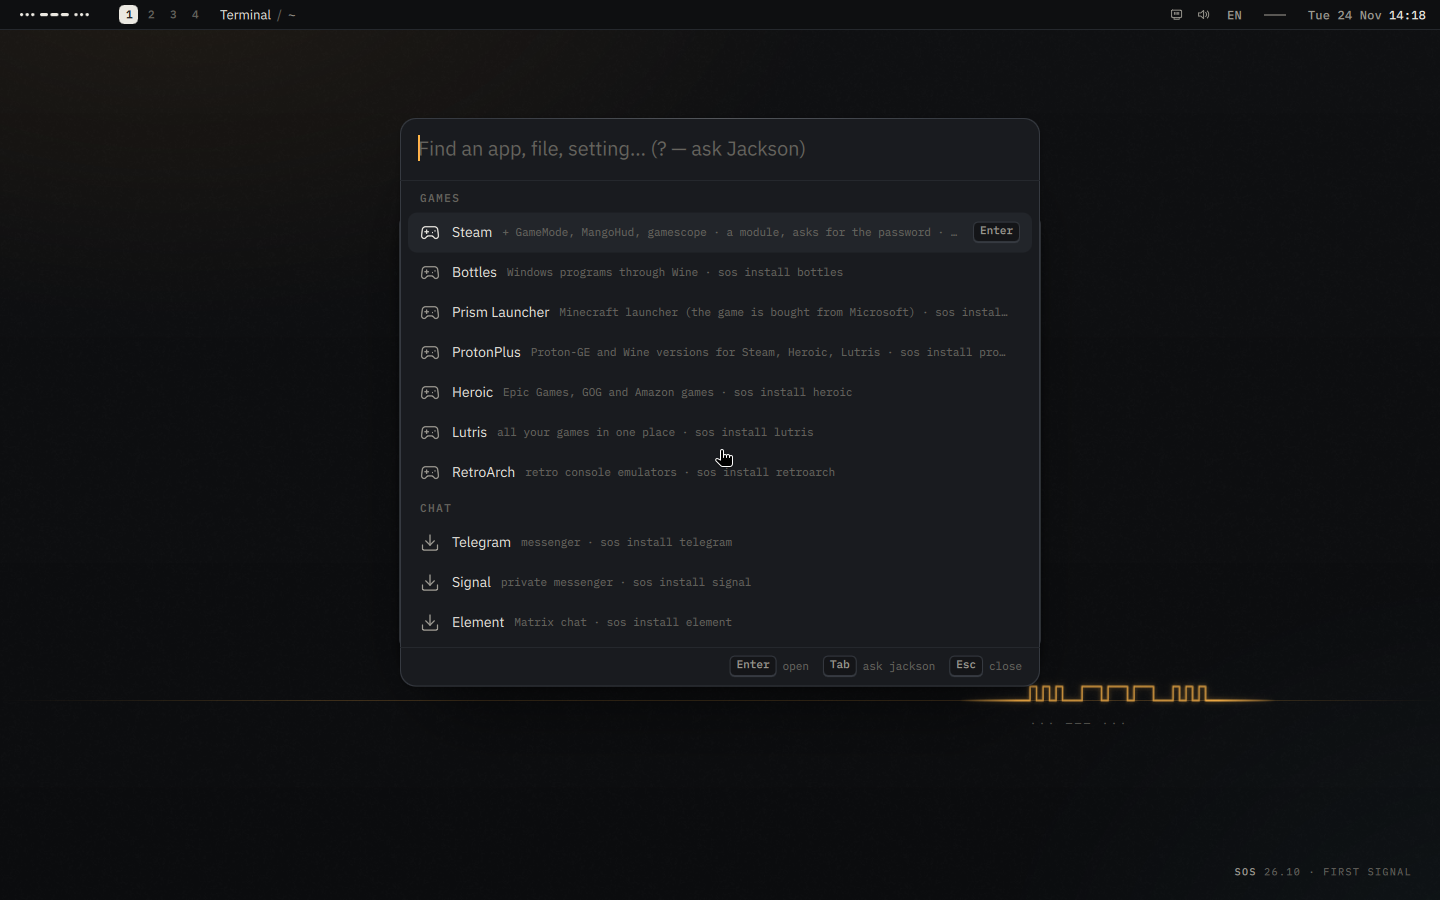 1 2 3 4 Terminal / ~ EN Tue 24 Nov 14:18
Find an app, file, setting... (? — ask Jackson)
GAMES
Steam + GameMode, MangoHud, gamescope · a module, asks for the password · … Enter
Bottles Windows programs through Wine · sos install bottles
Prism Launcher Minecraft launcher (the game is bought from Microsoft) · sos instal…
ProtonPlus Proton-GE and Wine versions for Steam, Heroic, Lutris · sos install pro…
Heroic Epic Games, GOG and Amazon games · sos install heroic
Lutris all your games in one place · sos install lutris
RetroArch retro console emulators · sos install retroarch
CHAT
Telegram messenger · sos install telegram
Signal private messenger · sos install signal
Element Matrix chat · sos install element
Enter open Tab ask jackson Esc close
··· ––– ···
SOS 26.10 · FIRST SIGNAL